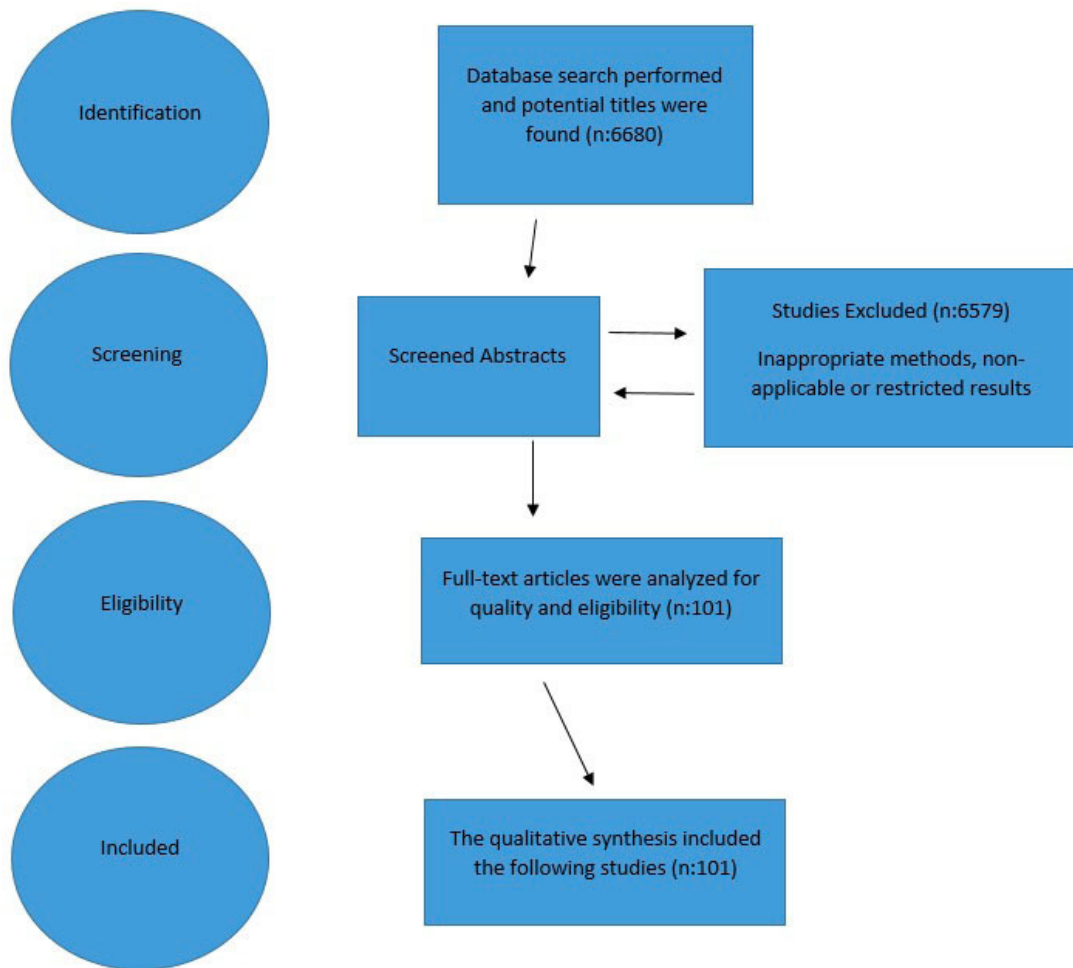 Identification
Database search performed
and potential titles were
found (n:6680)
Screening
Screened Abstracts
Studies Excluded (n:6579)
Inappropriate methods, non-
applicable or restricted results
Eligibility
Full-text articles were analyzed for
quality and eligibility (n:101)
Included
The qualitative synthesis included
the following studies (n:101)